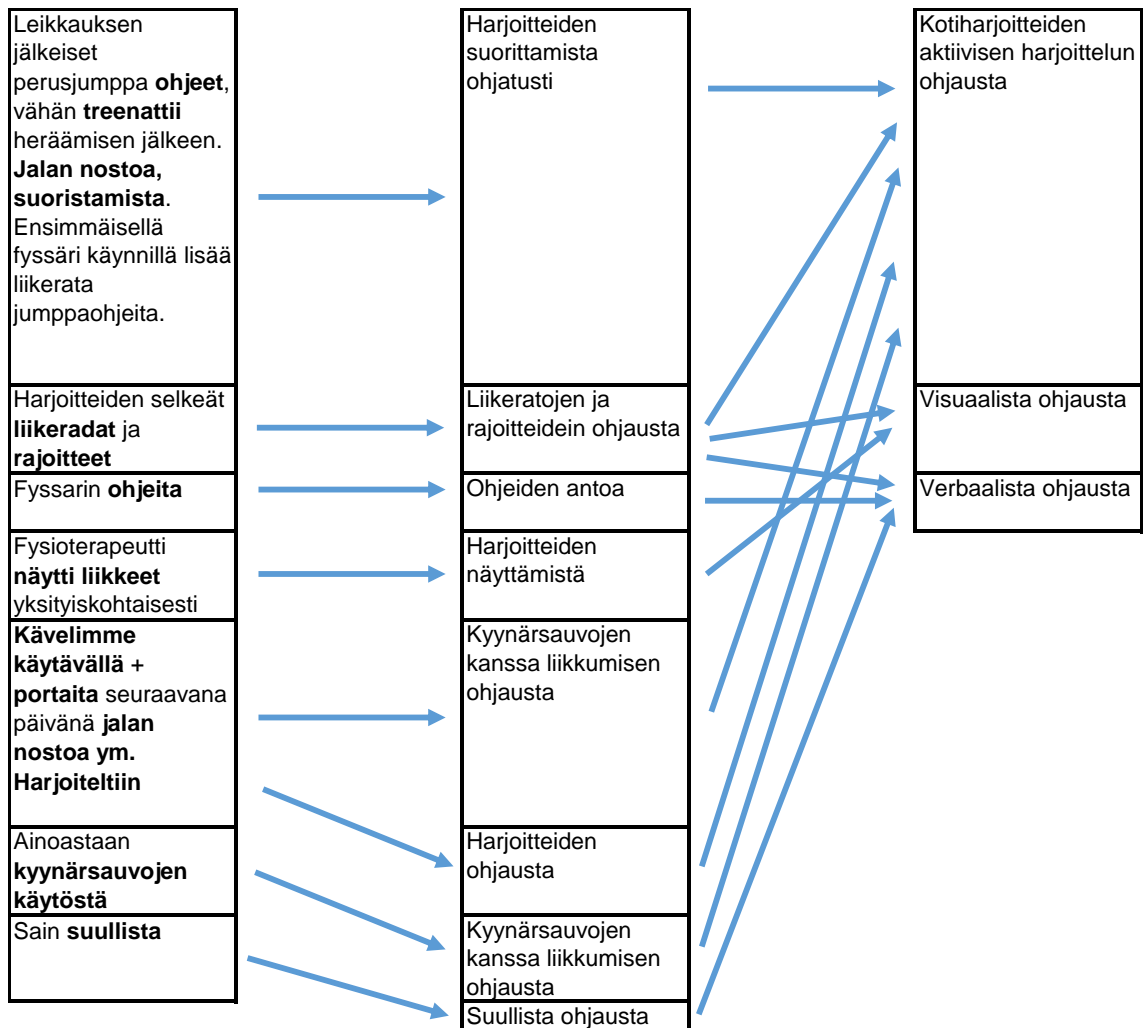 Leikkauksen
jälkeiset
perusjumppa ohjeet,
vähän treenattii
heräämisen jälkeen.
Jalan nostoa,
suoristamista.
Ensimmäisellä
fyssäri käynnillä lisää
liikerata
jumppaohjeita.
Harjoitteiden selkeät
liikeradat ja
rajoitteet
Fyssarin ohjeita
Fysioterapeutti
näytti liikkeet
yksityiskohtaisesti
Kävelimme
käytävällä +
portaita seuraavana
päivänä jalan
nostoa ym.
Harjoiteltiin
Ainoastaan
kyynärsauvojen
käytöstä
Sain suullista
Harjoitteiden
suorittamista
ohjatusti
Liikeratojen ja
rajoitteidein ohjausta
Ohjeiden antoa
Harjoitteiden
näyttämistä
Kyynärsauvojen
kanssa liikkumisen
ohjausta
Harjoitteiden
ohjausta
Kyynärsauvojen
kanssa liikkumisen
ohjausta
Suullista ohjausta
Kotiharjoitteiden
aktiivisen harjoittelun
ohjausta
Visuaalista ohjausta
Verbaalista ohjausta